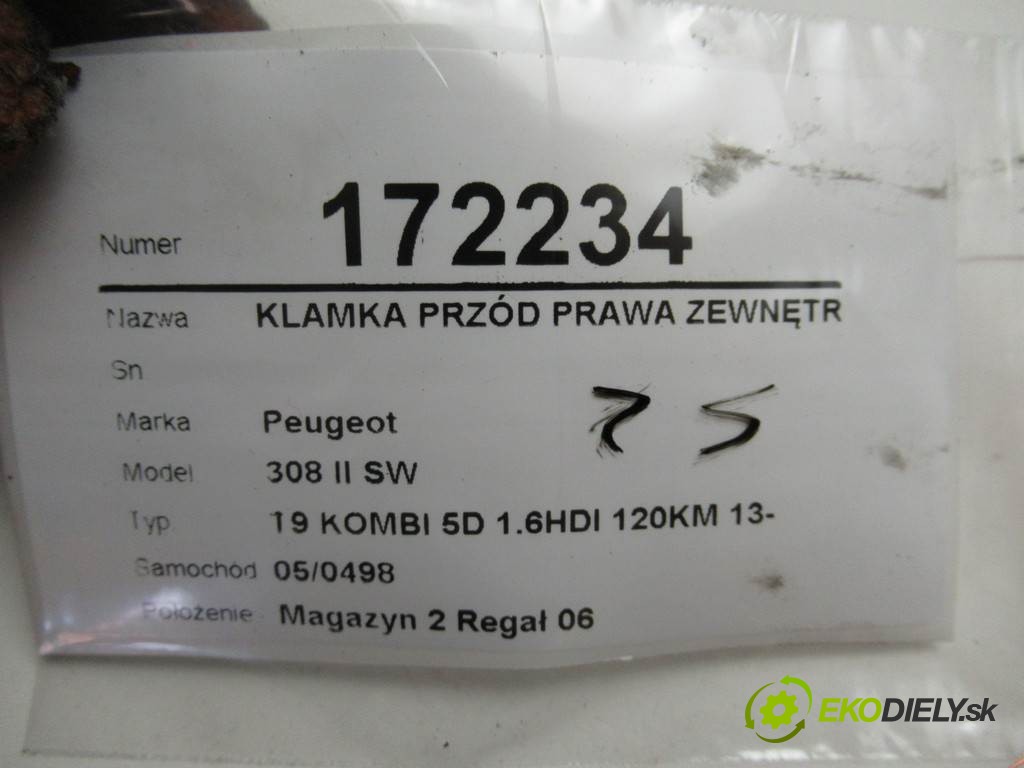 Numer 172234
Nazwa KLAMKA PRZÓD PRAWA ZEWNĘTR
Sn
Marka Peugeot
Model 308 II SW
Typ 19 KOMBI 5D 1.6HDI 120KM 13-
Samochód 05/0498
Położenie Magazyn 2 Regał 06
EKODIELY.sk